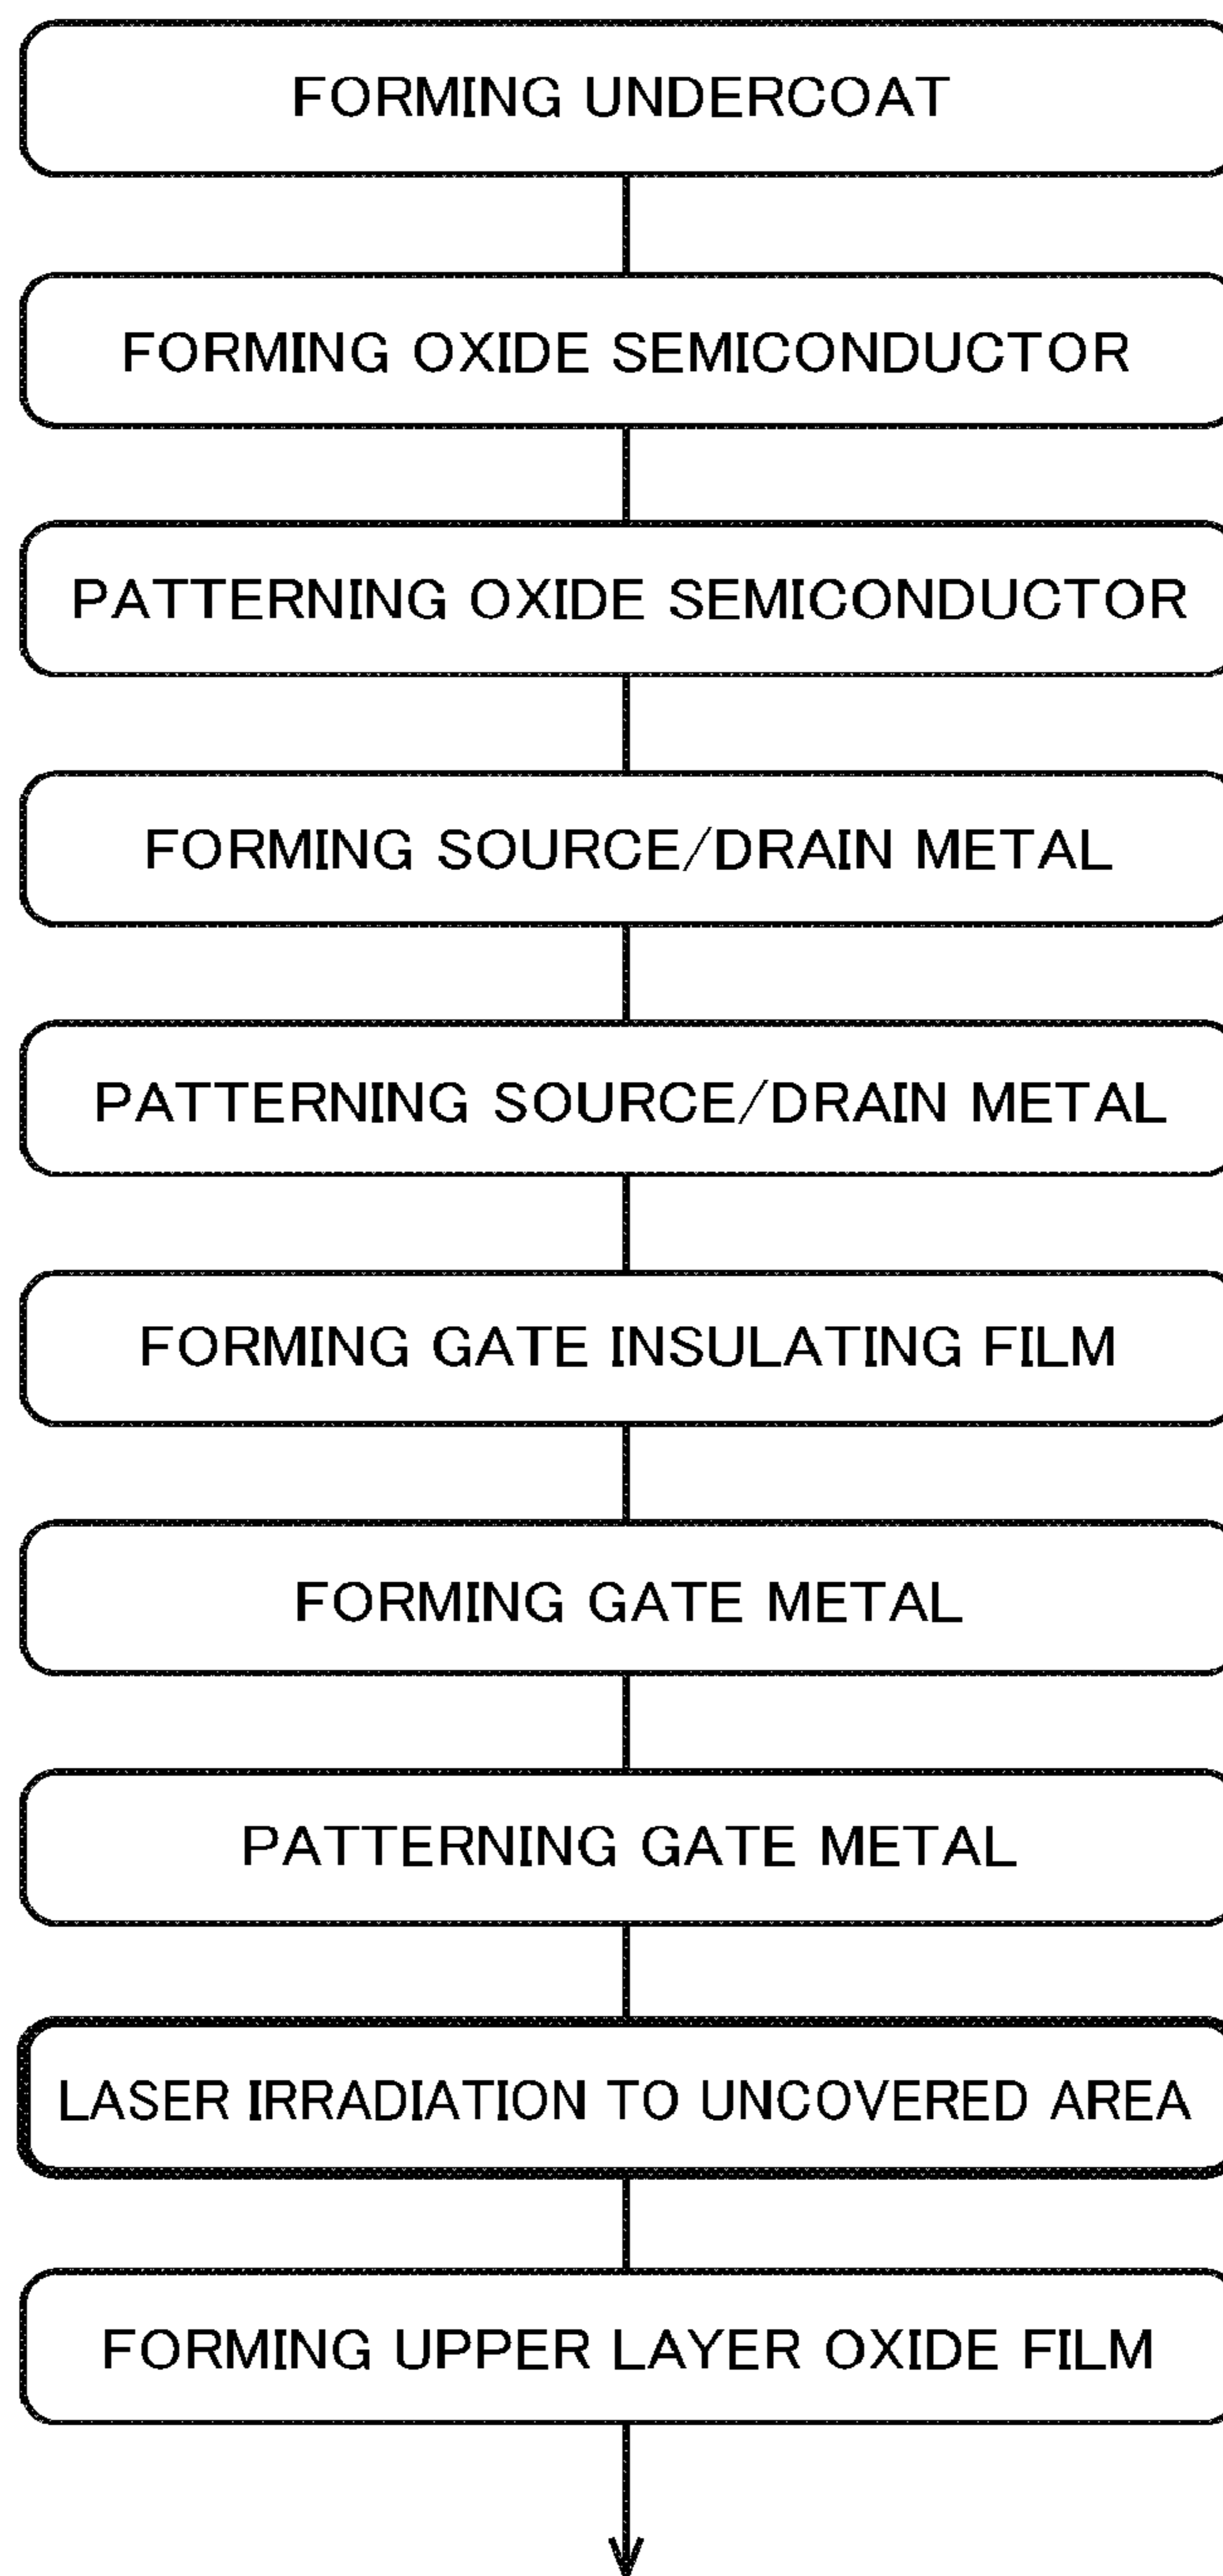 FORMING UNDERCOAT
FORMING OXIDE SEMICONDUCTOR
PATTERNING OXIDE SEMICONDUCTOR
FORMING SOURCE/DRAIN METAL
PATTERNING SOURCE/DRAIN METAL
FORMING GATE INSULATING FILM
FORMING GATE METAL
PATTERNING GATE METAL
LASER IRRADIATION TO UNCOVERED AREA
FORMING UPPER LAYER OXIDE FILM